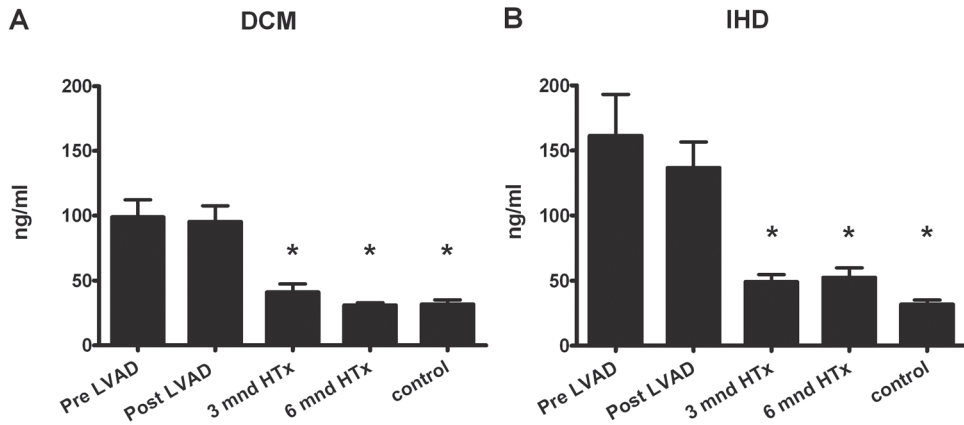 A
DCM
ng/ml
200
150
100
50
0
*
*
*
Pre LVAD
Post LVAD
3 mnd HTx
6 mnd HTx
control
B
IHD
ng/ml
200
150
100
50
0
*
*
*
Pre LVAD
Post LVAD
3 mnd HTx
6 mnd HTx
control